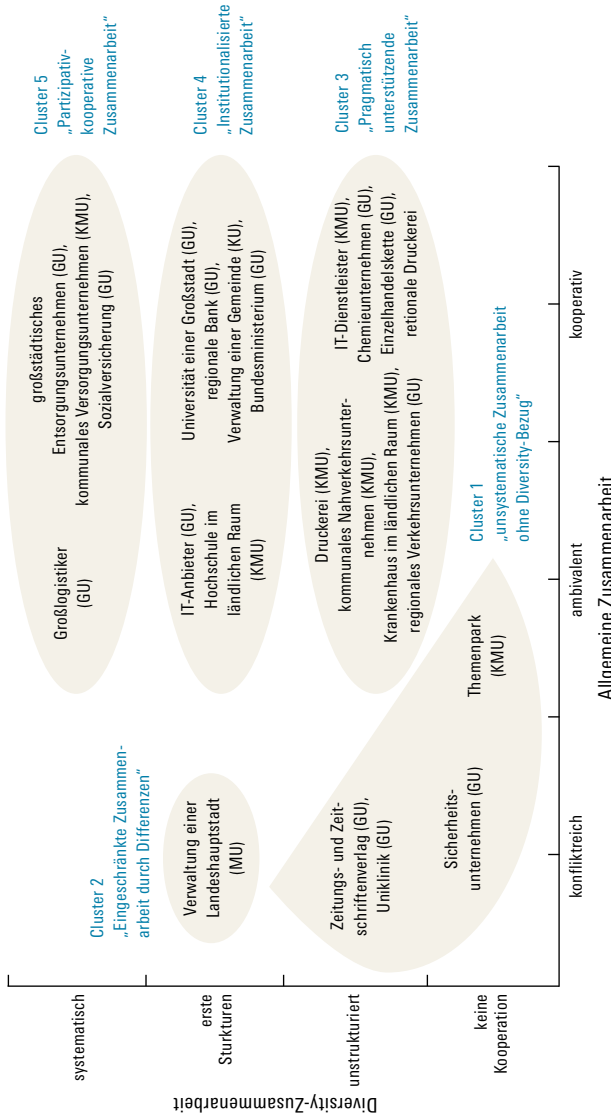 Cluster 5
„Partizipativ-
kooperative
Zusammenarbeit“
großstädtisches
Entsorgungsunternehmen (GU),
kommunales Versorgungsunternehmen (KMU),
Sozialversicherung (GU)
Großlogistiker
(GU)
Cluster 4
„Institutionalisierte
Zusammenarbeit“
Universität einer Großstadt (GU),
regionale Bank (GU),
Verwaltung einer Gemeinde (KU),
Bundesministerium (GU)
IT-Anbieter (GU),
Hochschule im
ländlichen Raum
(KMU)
Cluster 3
„Pragmatisch
unterstützende
Zusammenarbeit“
IT-Dienstleister (KMU),
Chemieunternehmen (GU),
Einzelhandelskette (GU),
retionale Druckerei
Druckerei (KMU),
kommunales Nahverkehrsunter-
nehmen (KMU),
Krankenhaus im ländlichen Raum (KMU),
regionales Verkehrsunternehmen (GU)
Cluster 2
„Eingeschränkte Zusammen-
arbeit durch Differenzen“
Verwaltung einer
Landeshauptstadt
(MU)
Zeitungs- und Zeit-
schriftenverlag (GU),
Uniklinik (GU)
Sicherheits-
unternehmen (GU)
Themenpark
(KMU)
Cluster 1
„unsystematische Zusammenarbeit
ohne Diversity-Bezug“
systematisch
erste
Sturkturen
unstrukturiert
keine
Kooperation
Diversity-Zusammenarbeit
konfliktreich
ambivalent
kooperativ
Allgemeine Zusammenarbeit